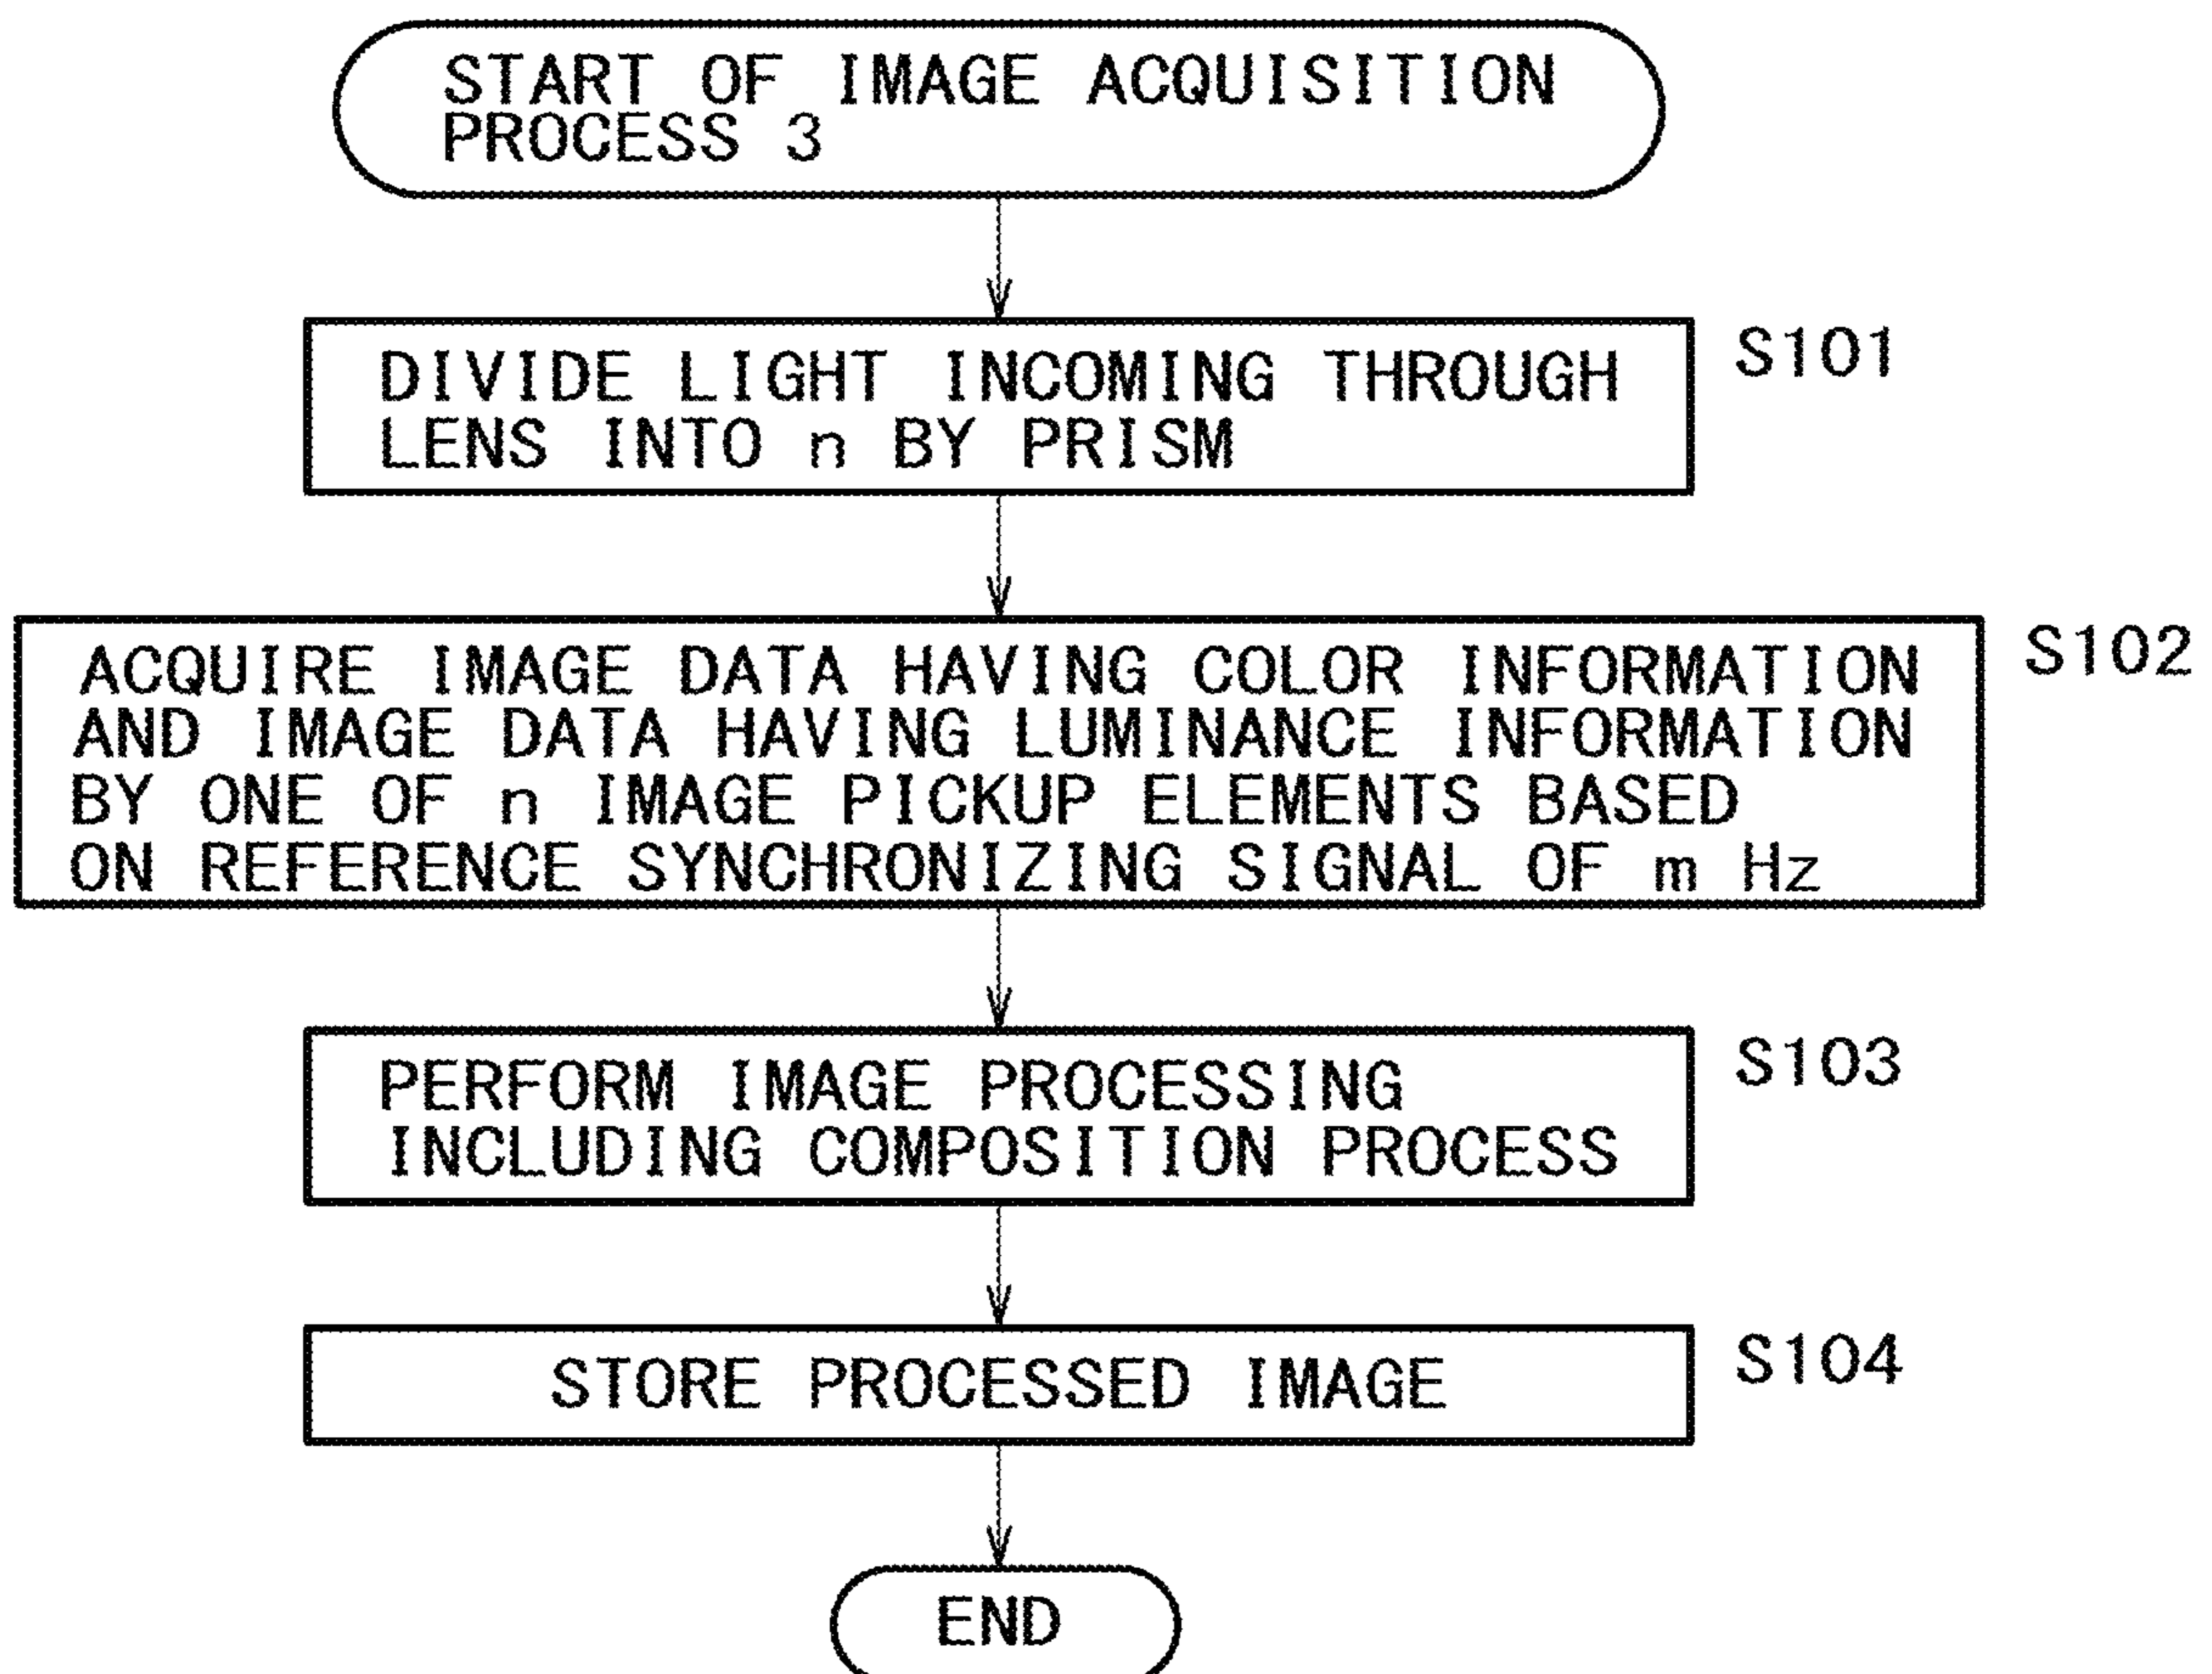 START OF IMAGE ACQUISITION
PROCESS 3
DIVIDE LIGHT INCOMING THROUGH
LENS INTO n BY PRISM
S101
ACQUIRE IMAGE DATA HAVING COLOR INFORMATION
AND IMAGE DATA HAVING LUMINANCE INFORMATION
BY ONE OF n IMAGE PICKUP ELEMENTS BASED
ON REFERENCE SYNCHRONIZING SIGNAL OF m Hz
S102
PERFORM IMAGE PROCESSING
INCLUDING COMPOSITION PROCESS
S103
STORE PROCESSED IMAGE
S104
END